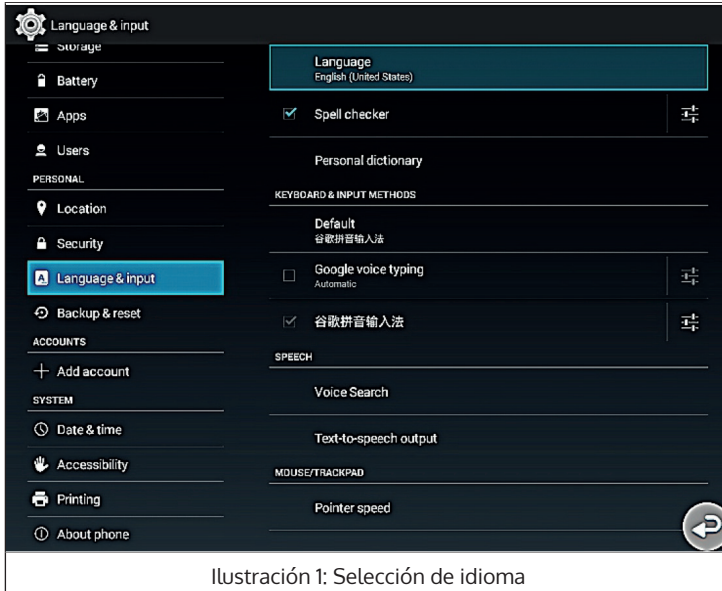 Language & input
Storage
Battery
Apps
Users
PERSONAL
Location
Security
Language & input
Backup & reset
ACCOUNTS
Add account
SYSTEM
Date & time
Accessibility
Printing
About phone
Language
English (United States)
Spell checker
Personal dictionary
KEYBOARD & INPUT METHODS
Default
谷歌拼音输入法
Google voice typing
Automatic
谷歌拼音输入法
SPEECH
Voice Search
Text-to-speech output
MOUSE/TRACKPAD
Pointer speed
Ilustración 1: Selección de idioma